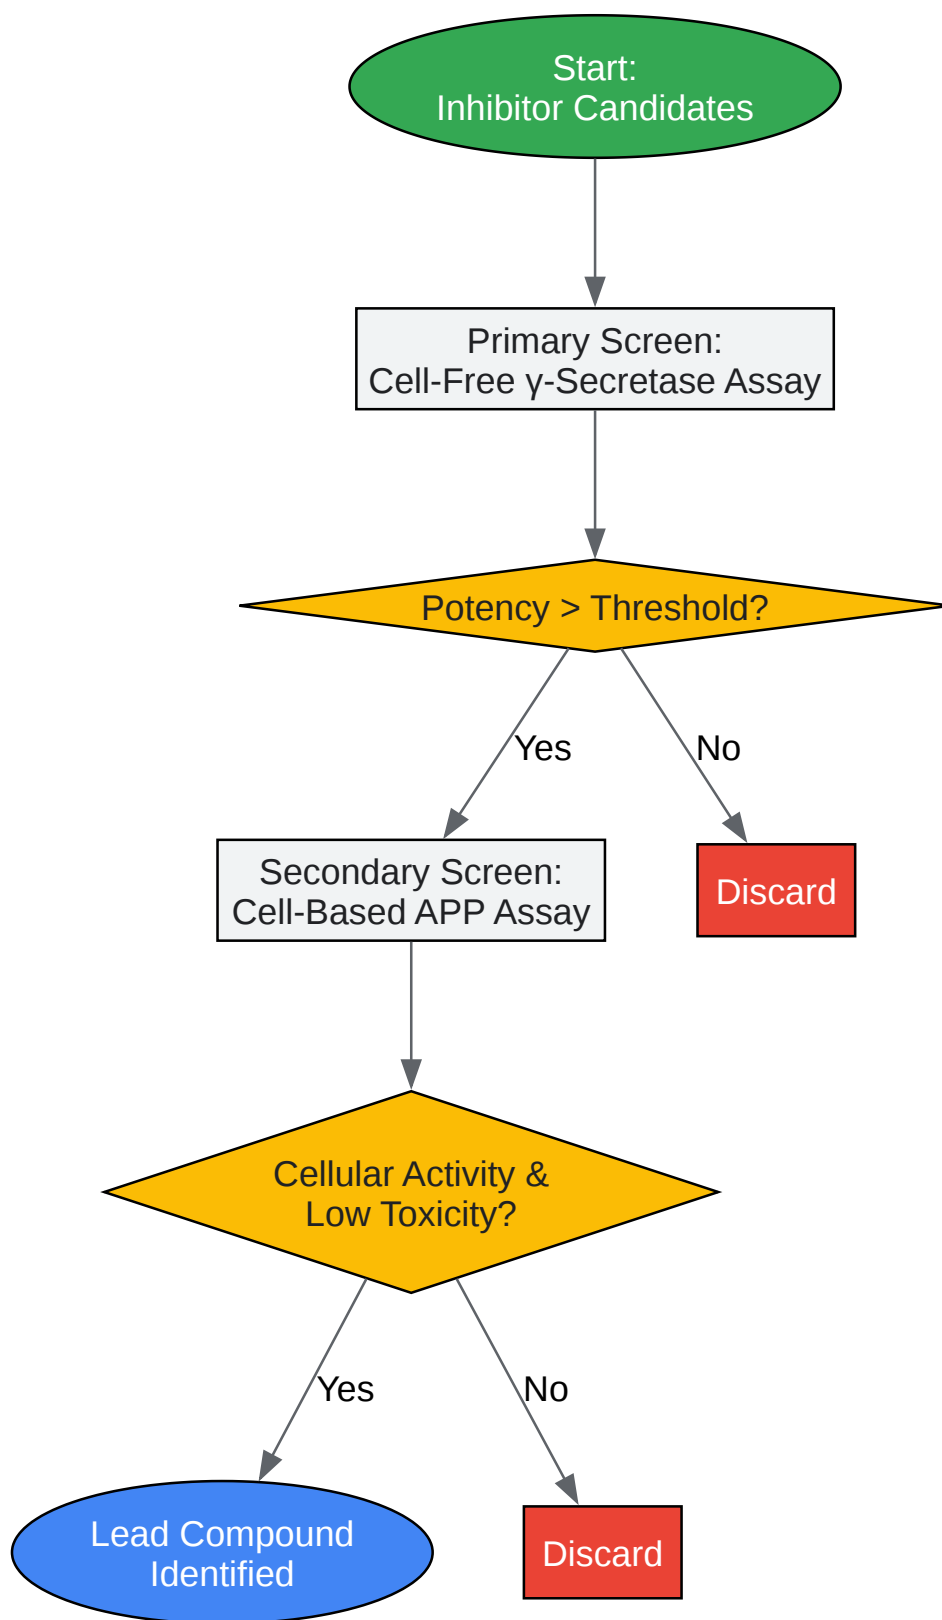 Start:
Inhibitor Candidates
Primary Screen:
Cell-Free γ-Secretase Assay
Potency > Threshold?
Yes
No
Secondary Screen:
Cell-Based APP Assay
Discard
Cellular Activity &
Low Toxicity?
Yes
No
Lead Compound
Identified
Discard